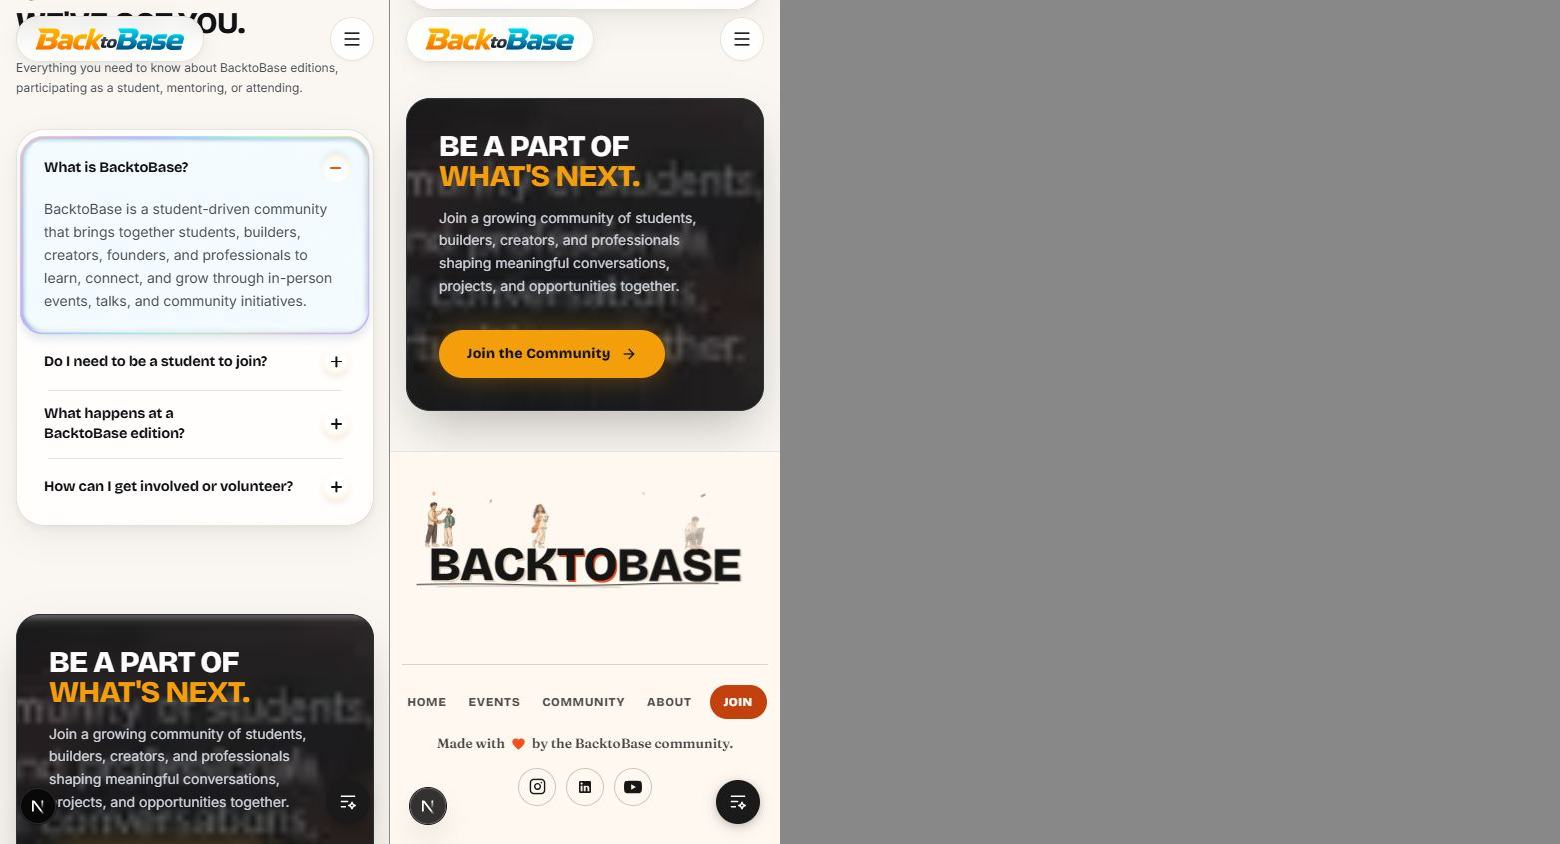 WE'VE GOT YOU.
BacktoBase
Everything you need to know about BacktoBase editions,
participating as a student, mentoring, or attending.
What is BacktoBase?
BacktoBase is a student-driven community
that brings together students, builders,
creators, founders, and professionals to
learn, connect, and grow through in-person
events, talks, and community initiatives.
Do I need to be a student to join?
What happens at a
BacktoBase edition?
How can I get involved or volunteer?
BE A PART OF
WHAT'S NEXT.
Join a growing community of students,
builders, creators, and professionals
shaping meaningful conversations,
projects, and opportunities together.
N
BacktoBase
BE A PART OF
WHAT'S NEXT.
Join a growing community of students,
builders, creators, and professionals
shaping meaningful conversations,
projects, and opportunities together.
Join the Community
BACKTOBASE
HOME EVENTS COMMUNITY ABOUT JOIN
Made with by the BacktoBase community.
in
N